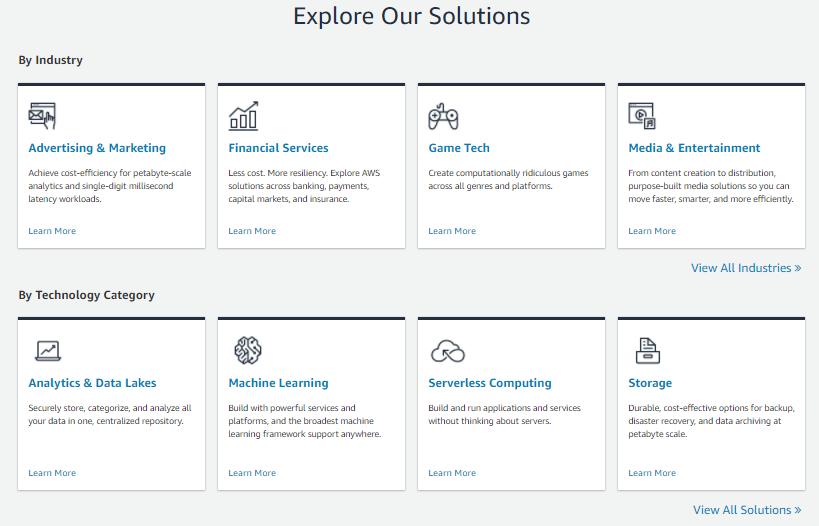 Explore Our Solutions
By Industry
Advertising & Marketing
Achieve cost-efficiency for petabyte-scale
analytics and single-digit millisecond
latency workloads.
Learn More
Financial Services
Less cost. More resiliency. Explore AWS
solutions across banking, payments,
capital markets, and insurance.
Learn More
Game Tech
Create computationally ridiculous games
across all genres and platforms.
Learn More
Media & Entertainment
From content creation to distribution,
purpose-built media solutions so you can
move faster, smarter, and more efficiently.
Learn More
View All Industries »
By Technology Category
Analytics & Data Lakes
Securely store, categorize, and analyze all
your data in one, centralized repository.
Learn More
Machine Learning
Build with powerful services and
platforms, and the broadest machine
learning framework support anywhere.
Learn More
Serverless Computing
Build and run applications and services
without thinking about servers.
Learn More
Storage
Durable, cost-effective options for backup,
disaster recovery, and data archiving at
petabyte scale.
Learn More
View All Solutions »